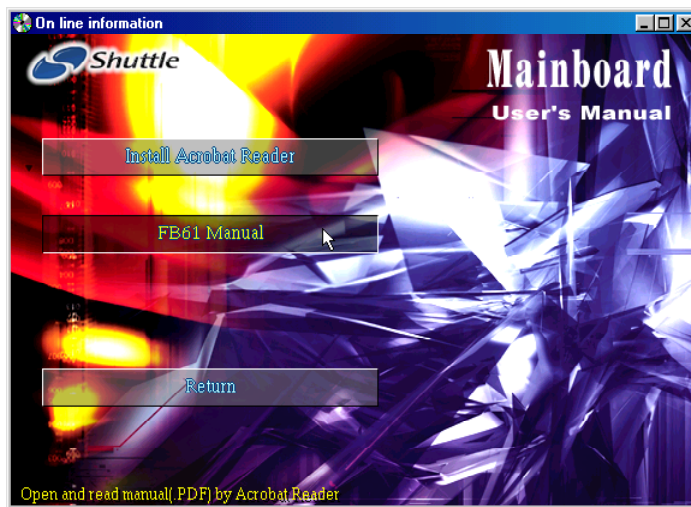 On line information
Shuttle
Mainboard
User's Manual
Install Acrobat Reader
FB61 Manual
Return
Open and read manual(.PDF) by Acrobat Reader